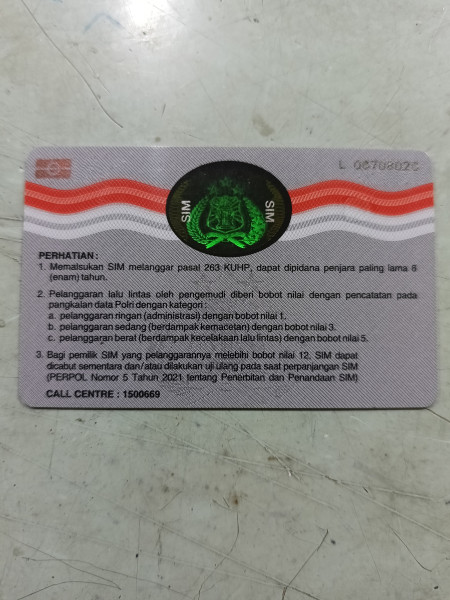 L 0670802C
SIM SIM
PERHATIAN :
1. Memalsukan SIM melanggar pasal 263 KUHP, dapat dipidana penjara paling lama 6
(enam) tahun.
2. Pelanggaran lalu lintas oleh pengemudi diberi bobot nilai dengan pencatatan pada
pangkalan data Polri dengan kategori :
a. pelanggaran ringan (administrasi) dengan bobot nilai 1.
b. pelanggaran sedang (berdampak kemacetan) dengan bobot nilai 3.
c. pelanggaran berat (berdampak kecelakaan lalu lintas) dengan bobot nilai 5.
3. Bagi pemilik SIM yang pelanggarannya melebihi bobot nilai 12, SIM dapat
dicabut sementara dan/atau dilakukan uji ulang pada saat perpanjangan SIM
(PERPOL Nomor 5 Tahun 2021 tentang Penerbitan dan Penandaan SIM)
CALL CENTRE : 1500669